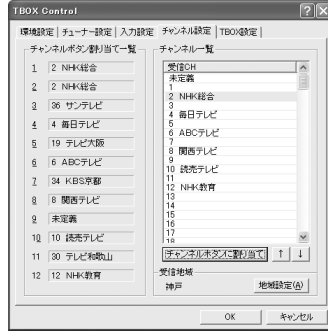 TBOX Control
環境設定 チューナー設定 入力設定 チャンネル設定 TBOX設定
チャンネルボタン割り当て一覧
1 2 NHK総合
2 2 NHK総合
3 36 サンテレビ
4 4 毎日テレビ
5 19 テレビ大阪
6 6 ABCテレビ
7 34 KBS京都
8 8 関西テレビ
9 未定義
10 10 読売テレビ
11 30 テレビ和歌山
12 12 NHK教育
チャンネル一覧
受信CH
未定義
1
2 NHK総合
3
4 毎日テレビ
5
6 ABCテレビ
7
8 関西テレビ
9
10 読売テレビ
11
12 NHK教育
13
14
15
16
17
18
チャンネルボタンに割り当て ↑ ↓
受信地域
神戸 地域設定(A)
OK キャンセル